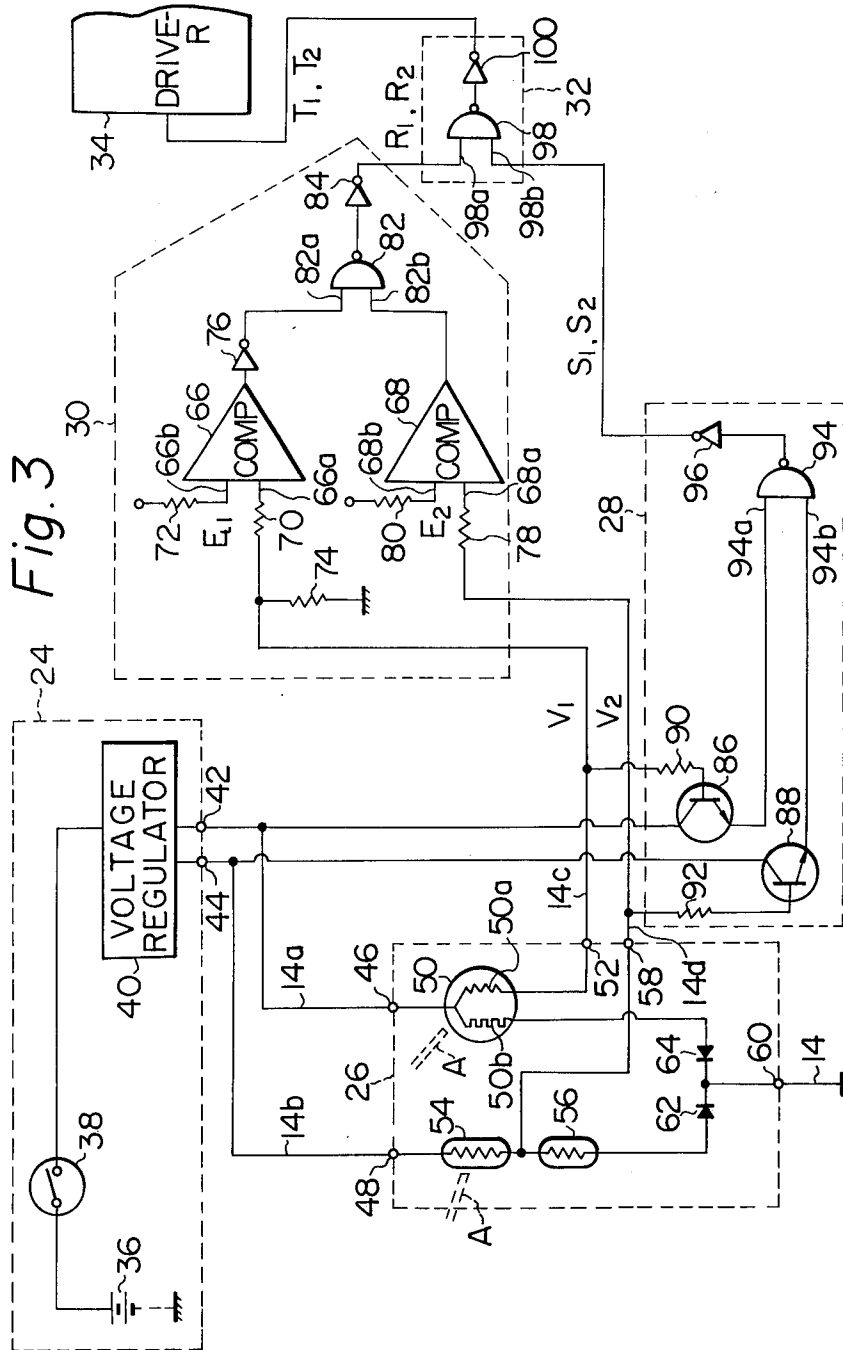 Fig. 3
24
38
36
VOLTAGE
REGULATOR
40
44
42
14b
14a
46
48
26
50
50a
50b
A
A
54
56
52
58
14c
14d
64
62
60
14
30
72
66b
E1
66
COMP
66a
70
74
76
80
68b
E2
68
COMP
68a
78
82a
82b
82
84
V1
V2
90
86
92
88
28
94a
94b
94
96
S1, S2
34
DRIVE-
R
T1, T2
R1, R2
98a
98b
98
100
32